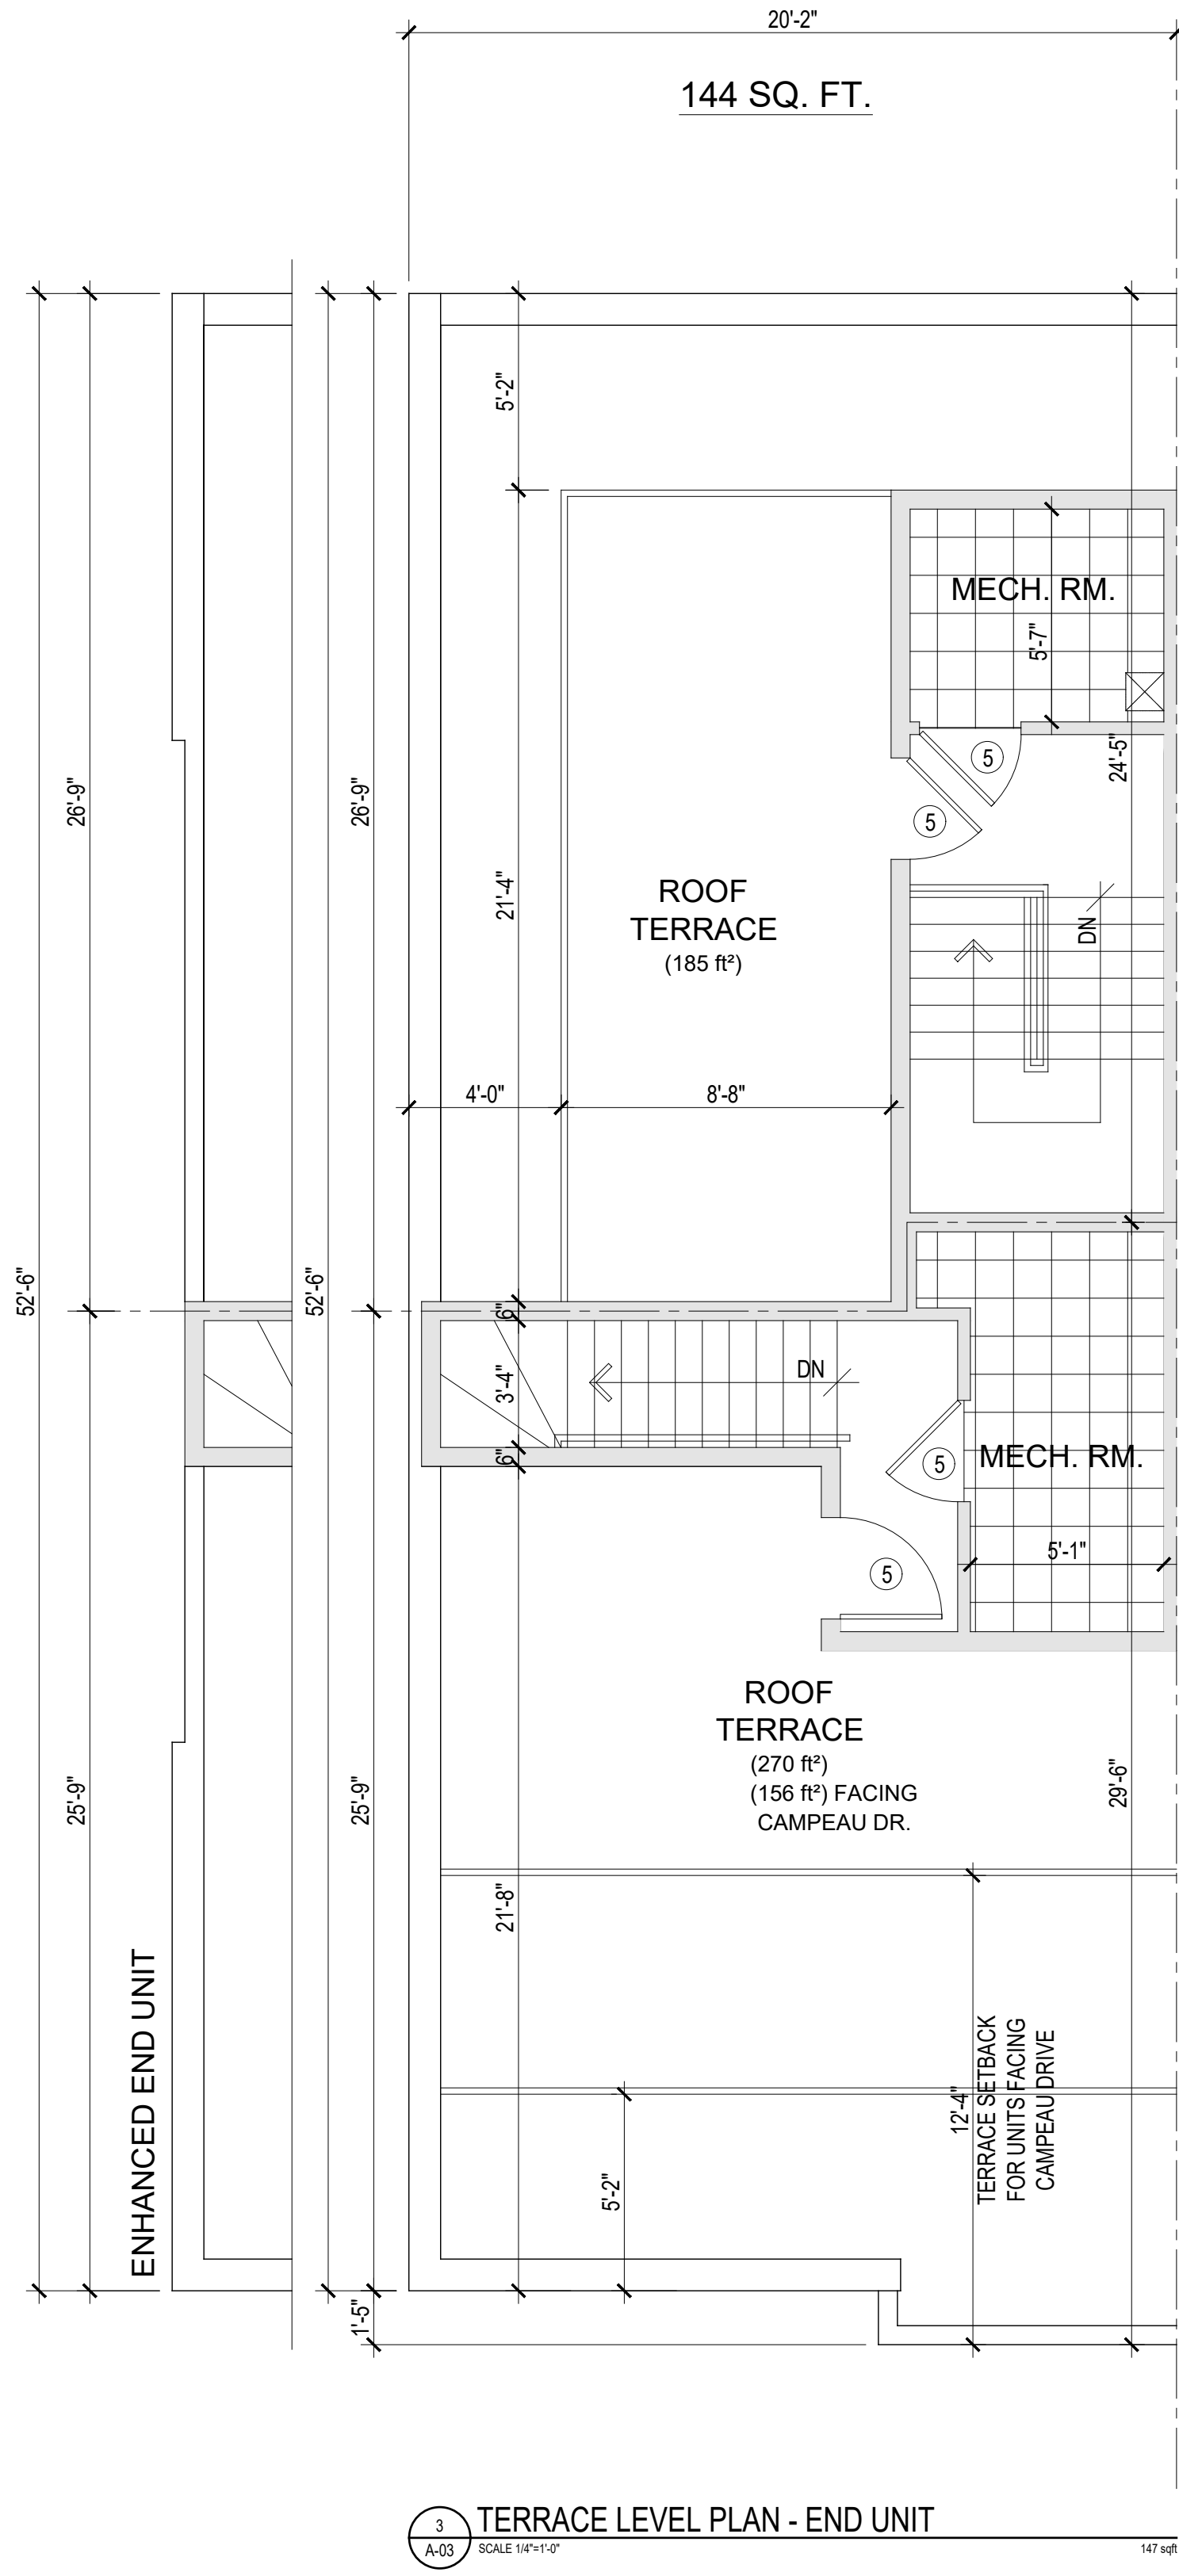 20'-2"
144 SQ. FT.
5'-2"
MECH. RM.
5'-7"
24'-5"
5
5
26'-9"
26'-9"
21'-4"
ROOF
TERRACE
(185 ft²)
DN
4'-0"
8'-8"
52'-6"
52'-6"
6"
3'-4"
DN
6"
5
MECH. RM.
5'-1"
5
ROOF
TERRACE
(270 ft²)
(156 ft²) FACING
CAMPEAU DR.
25'-9"
25'-9"
29'-6"
21'-8"
ENHANCED END UNIT
12'-4"
TERRACE SETBACK
FOR UNITS FACING
CAMPEAU DRIVE
5'-2"
1'-5"
3
A-03
TERRACE LEVEL PLAN - END UNIT
SCALE 1/4"=1'-0"
147 sqft